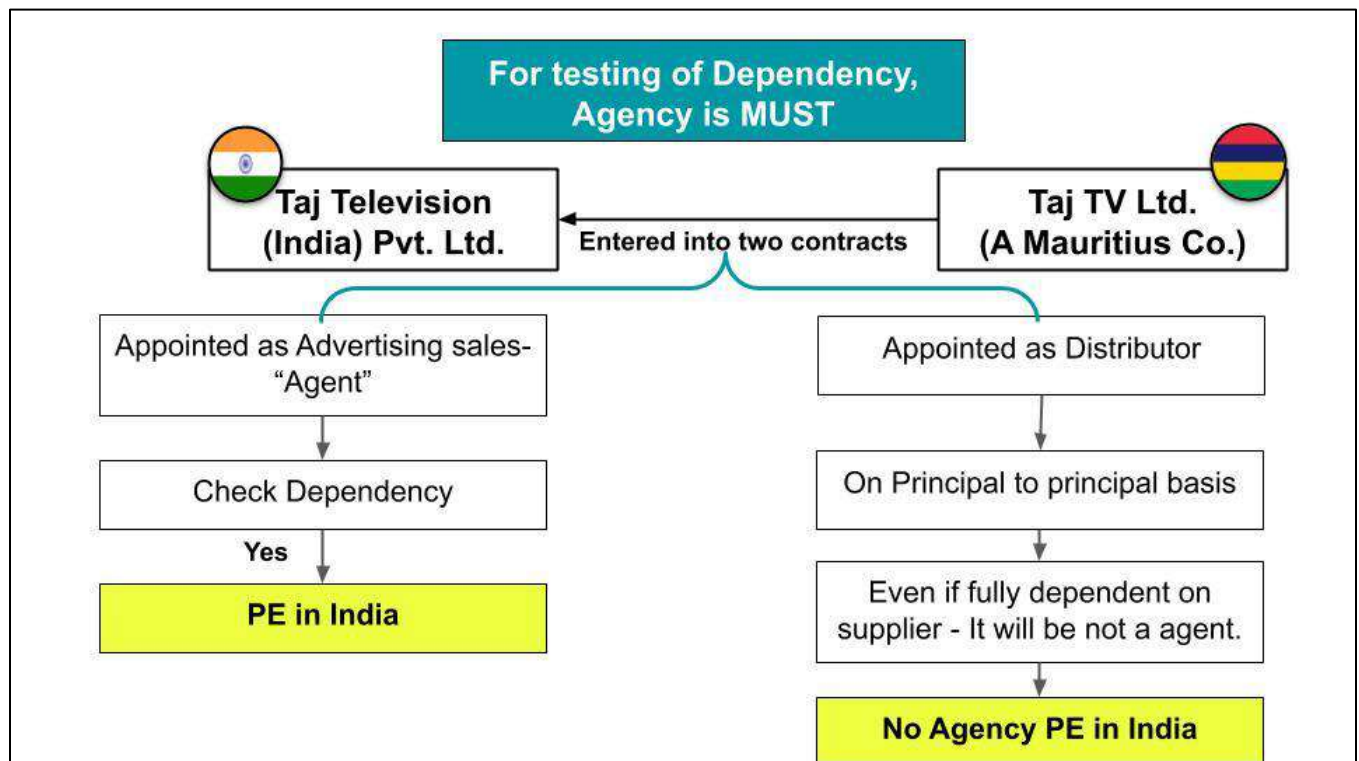 For testing of Dependency,
Agency is MUST
Taj Television
(India) Pvt. Ltd.
Entered into two contracts
Taj TV Ltd.
(A Mauritius Co.)
Appointed as Advertising sales-
“Agent”
Check Dependency
Yes
PE in India
Appointed as Distributor
On Principal to principal basis
Even if fully dependent on
supplier - It will be not a agent.
No Agency PE in India